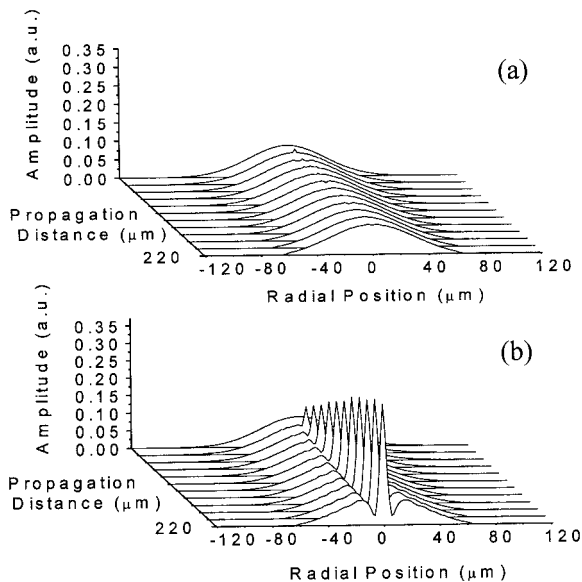 (a)
Amplitude (a.u.)
0.35
0.30
0.25
0.20
0.15
0.10
0.05
0.00
Propagation
Distance (μm)
220
-120 -80 -40 0 40 80 120
Radial Position (μm)
(b)
Amplitude (a.u.)
0.35
0.30
0.25
0.20
0.15
0.10
0.05
0.00
Propagation
Distance (μm)
220
-120 -80 -40 0 40 80 120
Radial Position (μm)